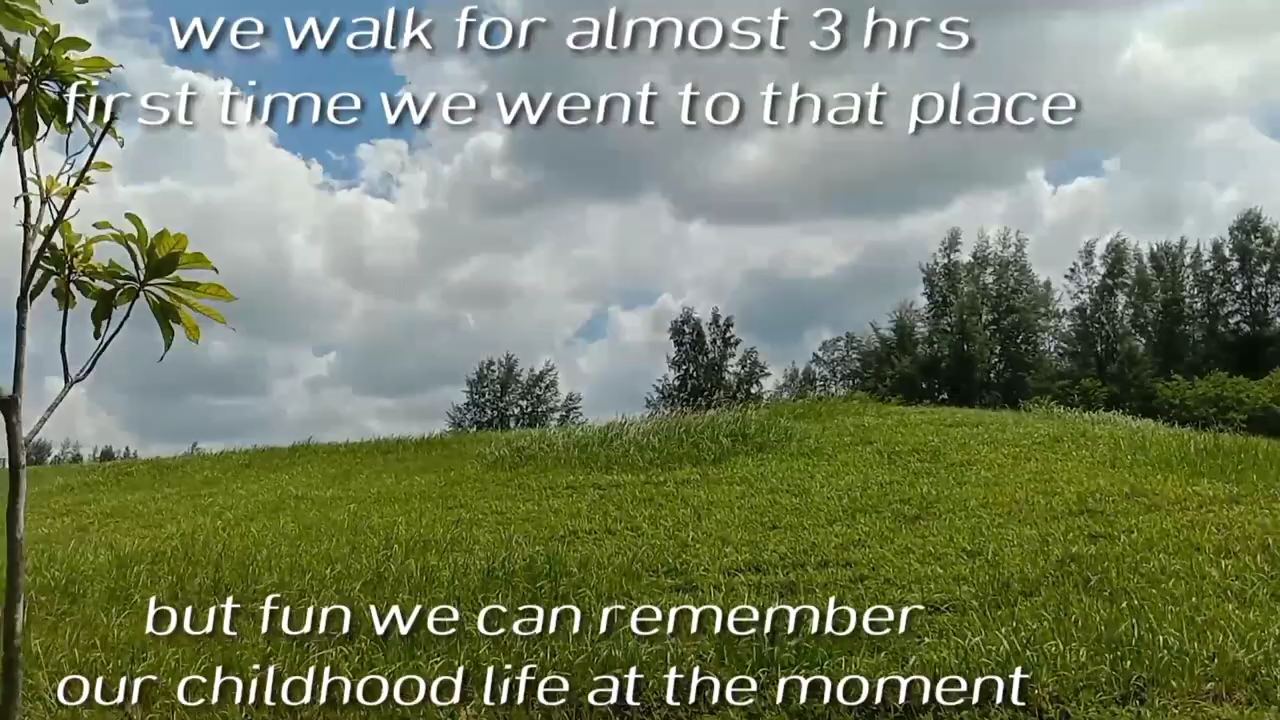 we walk for almost 3 hrs
first time we went to that place
but fun we can remember
our childhood life at the moment